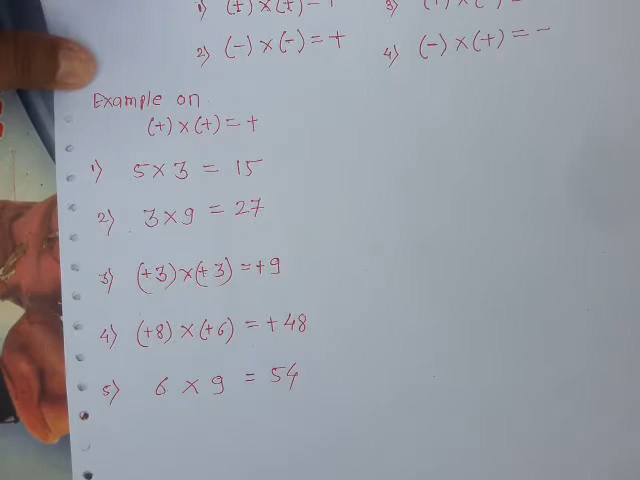 1) (+) × (+) = +
2) (-) × (-) = +
4) (-) × (+) = -
Example on
(+) × (+) = +
1) 5 × 3 = 15
2) 3 × 9 = 27
3) (+3) × (+3) = +9
4) (+8) × (+6) = +48
5) 6 × 9 = 54